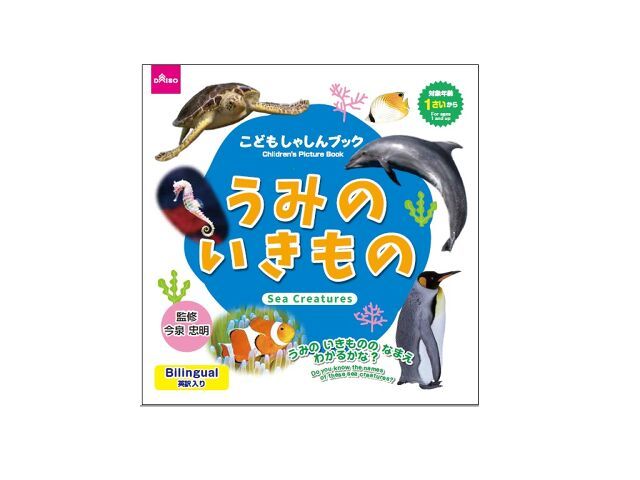 DAISO
対象年齢
1さいから
For ages
1 and up
こどもしゃしんブック
Children's Picture Book
うみの
いきもの
Sea Creatures
監修
今泉 忠明
うみの いきものの なまえ
わかるかな？
Do you know the names
of these sea creatures?
Bilingual
英訳入り